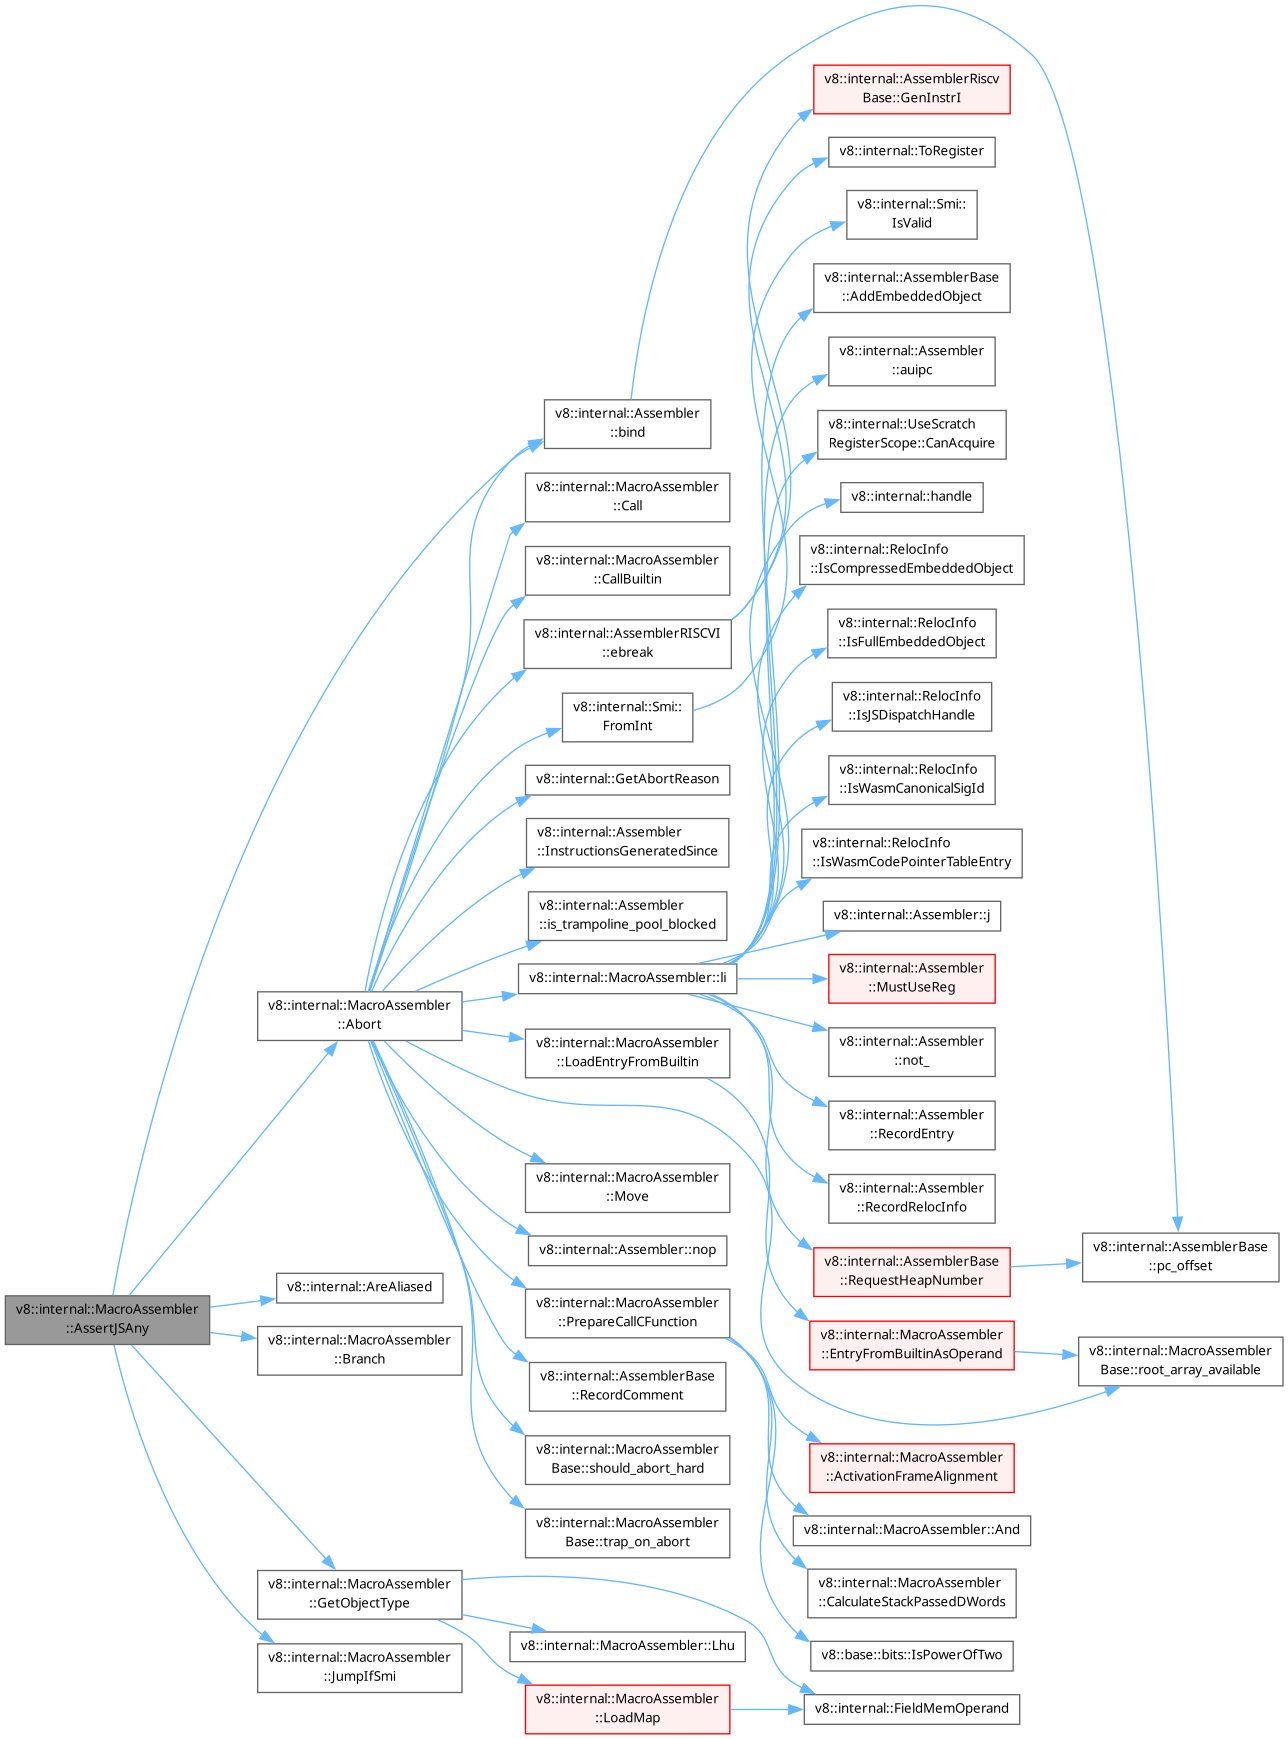 v8::internal::MacroAssembler
::AssertJSAny
v8::internal::Assembler
::bind
v8::internal::MacroAssembler
::Abort
v8::internal::AreAliased
v8::internal::MacroAssembler
::Branch
v8::internal::MacroAssembler
::GetObjectType
v8::internal::MacroAssembler
::JumpIfSmi
v8::internal::MacroAssembler
::Call
v8::internal::MacroAssembler
::CallBuiltin
v8::internal::AssemblerRISCVI
::ebreak
v8::internal::Smi::
FromInt
v8::internal::GetAbortReason
v8::internal::Assembler
::InstructionsGeneratedSince
v8::internal::Assembler
::is_trampoline_pool_blocked
v8::internal::MacroAssembler::li
v8::internal::MacroAssembler
::LoadEntryFromBuiltin
v8::internal::MacroAssembler
::Move
v8::internal::Assembler::nop
v8::internal::MacroAssembler
::PrepareCallCFunction
v8::internal::AssemblerBase
::RecordComment
v8::internal::MacroAssembler
Base::should_abort_hard
v8::internal::MacroAssembler
Base::trap_on_abort
v8::internal::MacroAssembler::Lhu
v8::internal::MacroAssembler
::LoadMap
v8::internal::AssemblerRiscv
Base::GenInstrI
v8::internal::ToRegister
v8::internal::Smi::
IsValid
v8::internal::AssemblerBase
::AddEmbeddedObject
v8::internal::Assembler
::auipc
v8::internal::UseScratch
RegisterScope::CanAcquire
v8::internal::handle
v8::internal::RelocInfo
::IsCompressedEmbeddedObject
v8::internal::RelocInfo
::IsFullEmbeddedObject
v8::internal::RelocInfo
::IsJSDispatchHandle
v8::internal::RelocInfo
::IsWasmCanonicalSigId
v8::internal::RelocInfo
::IsWasmCodePointerTableEntry
v8::internal::Assembler::j
v8::internal::Assembler
::MustUseReg
v8::internal::Assembler
::not_
v8::internal::Assembler
::RecordEntry
v8::internal::Assembler
::RecordRelocInfo
v8::internal::AssemblerBase
::RequestHeapNumber
v8::internal::MacroAssembler
::EntryFromBuiltinAsOperand
v8::internal::MacroAssembler
::ActivationFrameAlignment
v8::internal::MacroAssembler::And
v8::internal::MacroAssembler
::CalculateStackPassedDWords
v8::base::bits::IsPowerOfTwo
v8::internal::FieldMemOperand
v8::internal::AssemblerBase
::pc_offset
v8::internal::MacroAssembler
Base::root_array_available